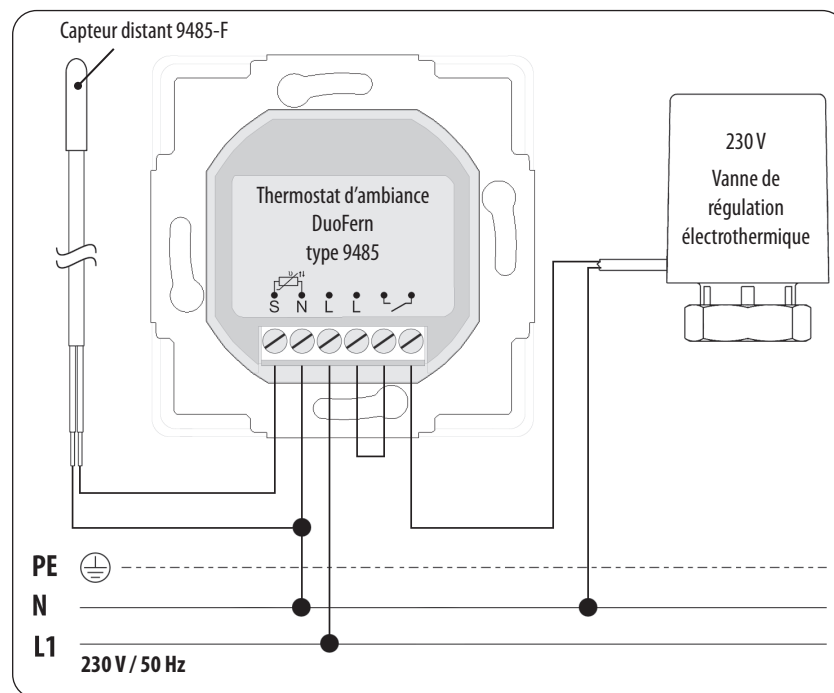 Capteur distant 9485-F
Thermostat d’ambiance
DuoFern
type 9485
S N L L
230 V
Vanne de
régulation
électrothermique
PE
N
L1
230 V / 50 Hz